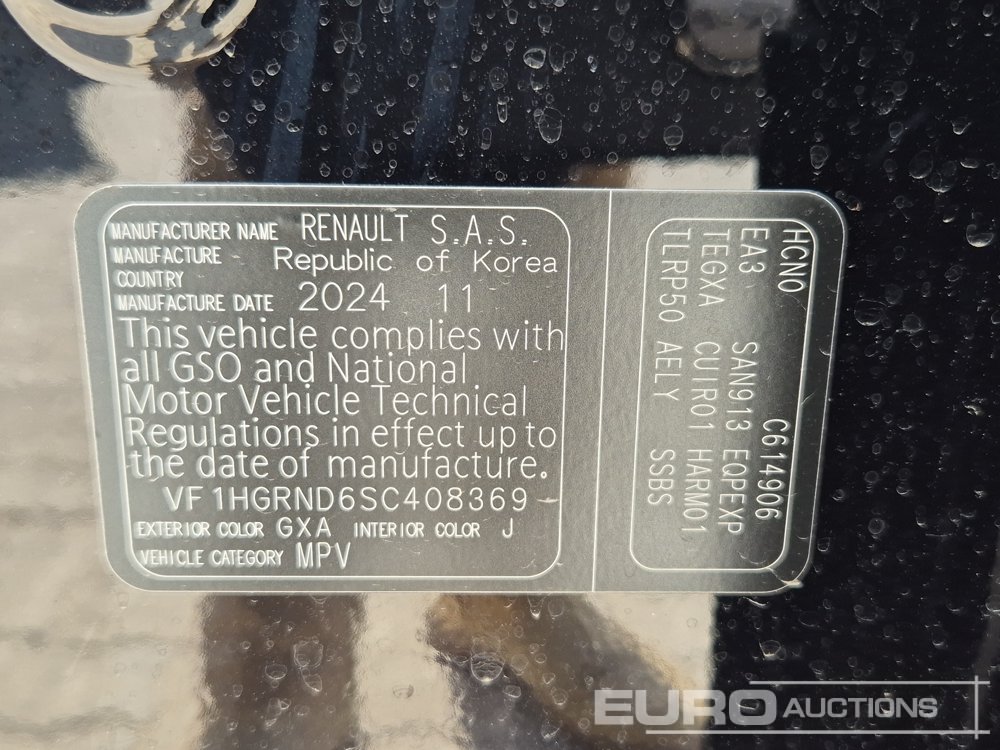 MANUFACTURER NAME RENAULT S.A.S.
MANUFACTURE COUNTRY Republic of Korea
MANUFACTURE DATE 2024 11
This vehicle complies with
all GSO and National
Motor Vehicle Technical
Regulations in effect up to
the date of manufacture.
VF1HGRND6SC408369
EXTERIOR COLOR GXA INTERIOR COLOR J
VEHICLE CATEGORY MPV
HCN0 C614906
EA3 SAN913 EQPEXP
TEGXA CUIR01 HARM01
TLRP50 AELY SSBS
EURO AUCTIONS